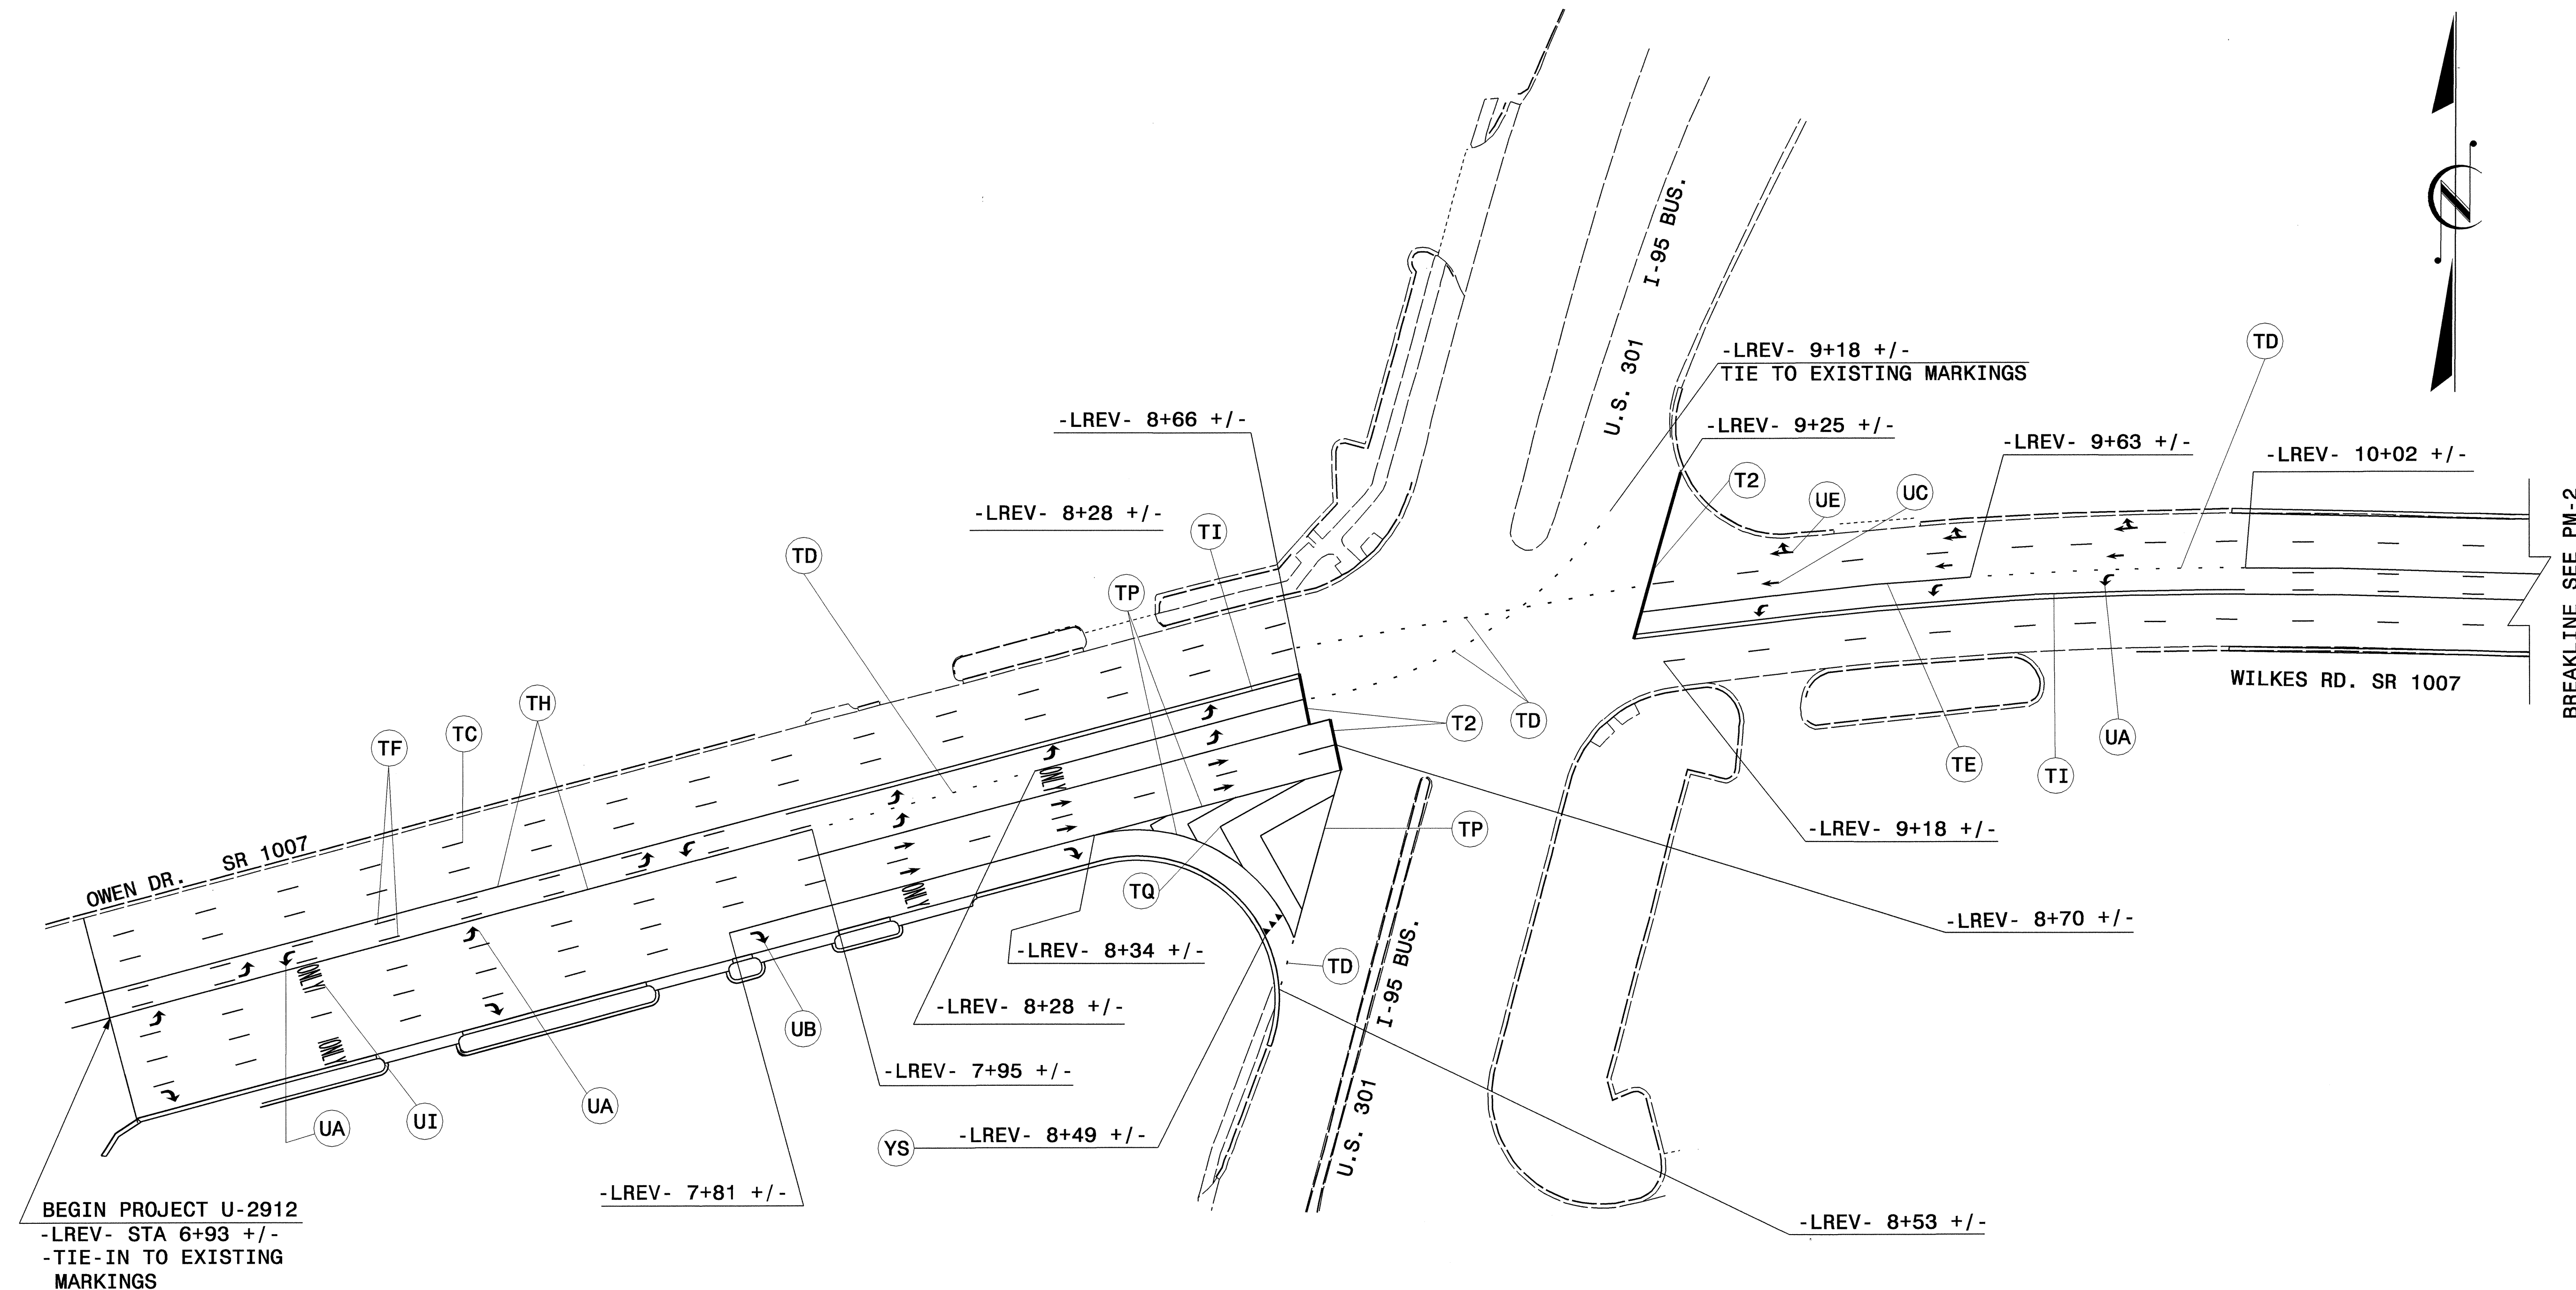 U.S. 301 I-95 BUS.
-LREV- 9+18 +/-
TIE TO EXISTING MARKINGS
TD
-LREV- 8+66 +/-
-LREV- 9+25 +/-
-LREV- 9+63 +/-
-LREV- 10+02 +/-
T2
UE
UC
-LREV- 8+28 +/-
TI
TD
TP
BREAKLINE SEE PM-2
WILKES RD. SR 1007
TH
TF
TC
T2
TD
UA
TE
TI
ONLY
TP
-LREV- 9+18 +/-
OWEN DR. SR 1007
TQ
ONLY
-LREV- 8+70 +/-
-LREV- 8+34 +/-
TD
ONLY
-LREV- 8+28 +/-
UB
ONLY
-LREV- 7+95 +/-
UA
UI
UA
YS
-LREV- 8+49 +/-
U.S. 301 I-95 BUS.
-LREV- 7+81 +/-
-LREV- 8+53 +/-
BEGIN PROJECT U-2912
-LREV- STA 6+93 +/-
-TIE-IN TO EXISTING
MARKINGS
N